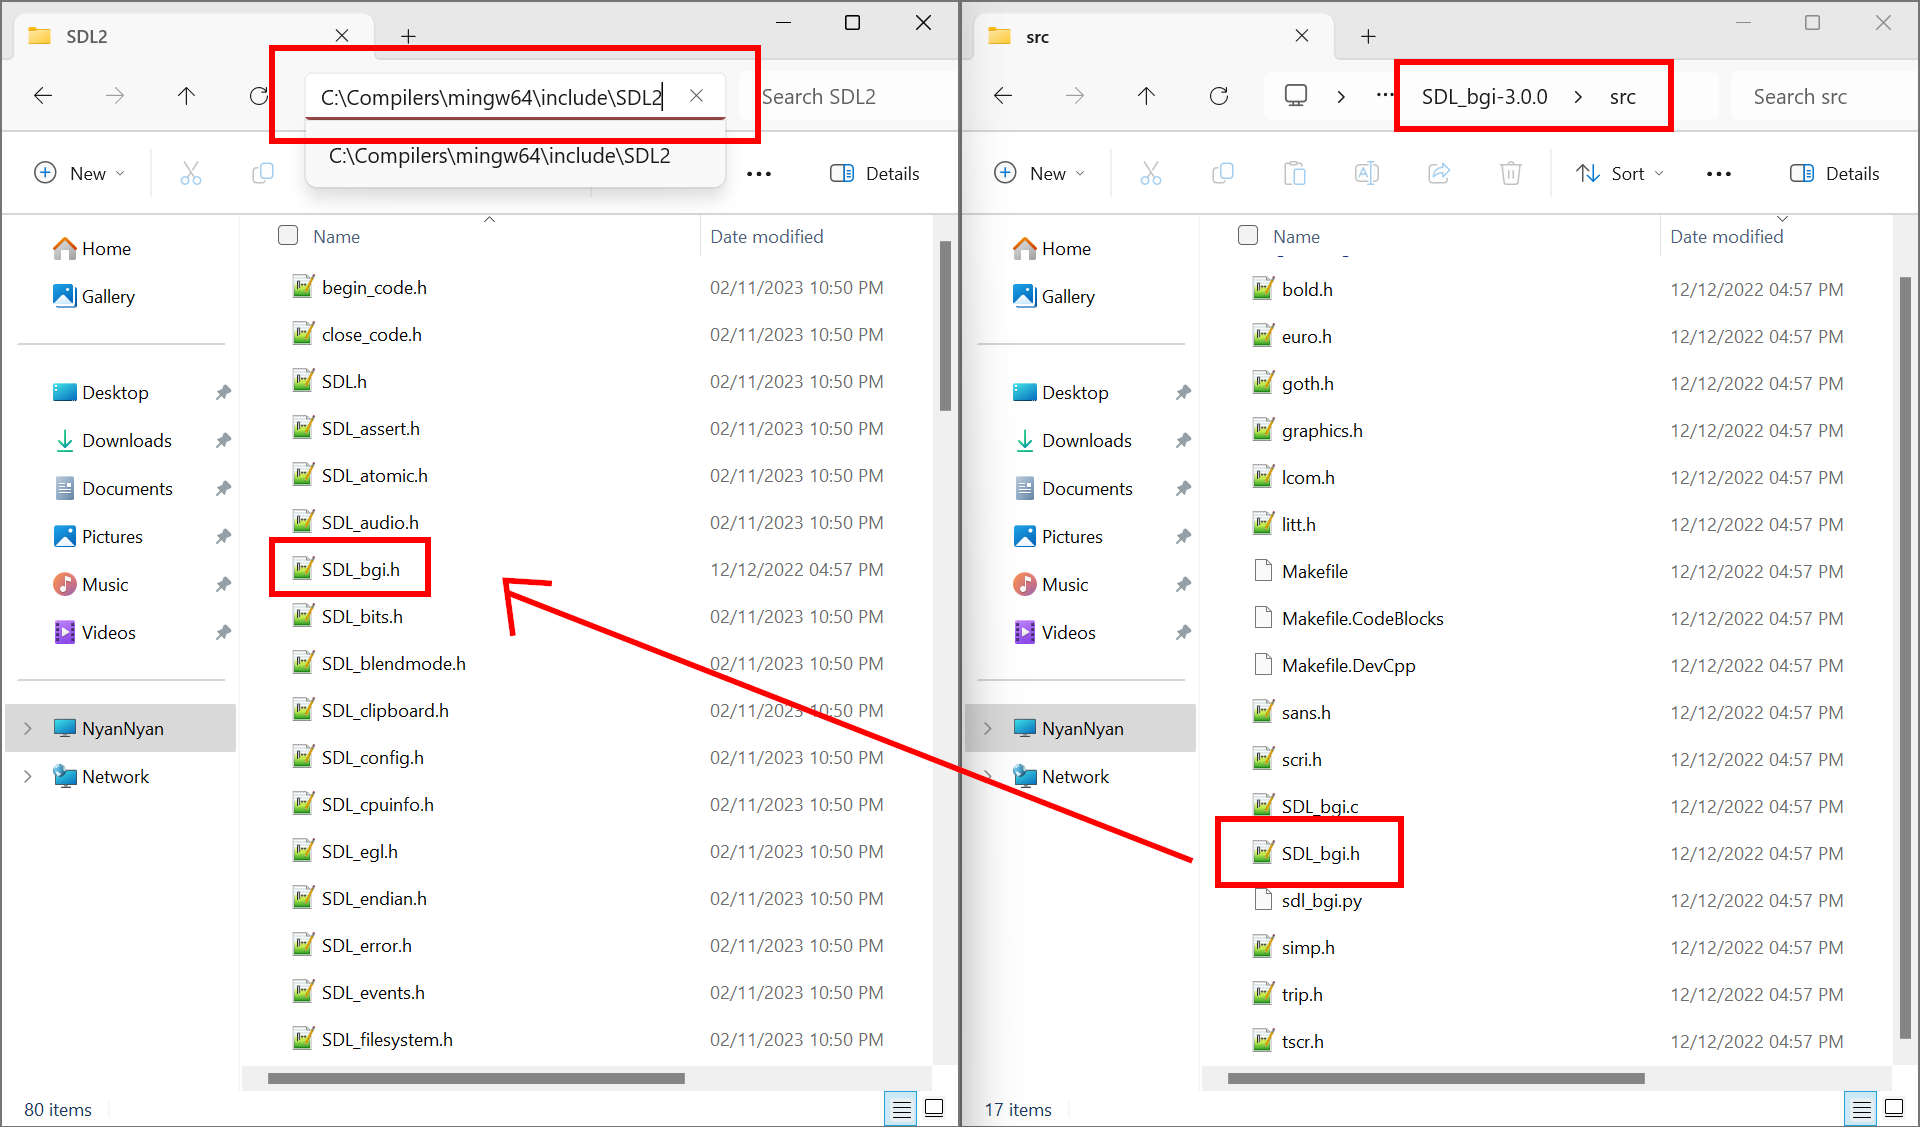 SDL2
C:\Compilers\mingw64\include\SDL2
Search SDL2
C:\Compilers\mingw64\include\SDL2
New
Details
Name
Date modified
Home
Gallery
Desktop
Downloads
Documents
Pictures
Music
Videos
NyanNyan
Network
begin_code.h 02/11/2023 10:50 PM
close_code.h 02/11/2023 10:50 PM
SDL.h 02/11/2023 10:50 PM
SDL_assert.h 02/11/2023 10:50 PM
SDL_atomic.h 02/11/2023 10:50 PM
SDL_audio.h 02/11/2023 10:50 PM
SDL_bgi.h 12/12/2022 04:57 PM
SDL_bits.h 02/11/2023 10:50 PM
SDL_blendmode.h 02/11/2023 10:50 PM
SDL_clipboard.h 02/11/2023 10:50 PM
SDL_config.h 02/11/2023 10:50 PM
SDL_cpuinfo.h 02/11/2023 10:50 PM
SDL_egl.h 02/11/2023 10:50 PM
SDL_endian.h 02/11/2023 10:50 PM
SDL_error.h 02/11/2023 10:50 PM
SDL_events.h 02/11/2023 10:50 PM
SDL_filesystem.h 02/11/2023 10:50 PM
80 items
src
SDL_bgi-3.0.0 > src
Search src
New
Sort
Details
Name
Date modified
Home
Gallery
Desktop
Downloads
Documents
Pictures
Music
Videos
NyanNyan
Network
bold.h 12/12/2022 04:57 PM
euro.h 12/12/2022 04:57 PM
goth.h 12/12/2022 04:57 PM
graphics.h 12/12/2022 04:57 PM
lcom.h 12/12/2022 04:57 PM
litt.h 12/12/2022 04:57 PM
Makefile 12/12/2022 04:57 PM
Makefile.CodeBlocks 12/12/2022 04:57 PM
Makefile.DevCpp 12/12/2022 04:57 PM
sans.h 12/12/2022 04:57 PM
scri.h 12/12/2022 04:57 PM
SDL_bgi.c 12/12/2022 04:57 PM
SDL_bgi.h 12/12/2022 04:57 PM
sdl_bgi.py 12/12/2022 04:57 PM
simp.h 12/12/2022 04:57 PM
trip.h 12/12/2022 04:57 PM
tscr.h 12/12/2022 04:57 PM
17 items